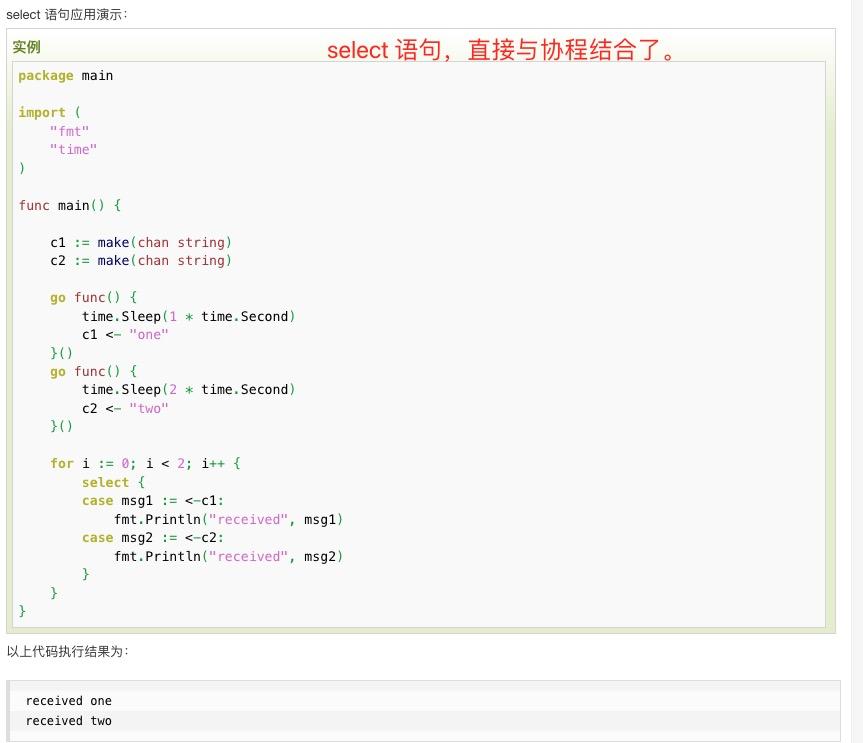 select 语句应用演示：
实例
select 语句，直接与协程结合了。
package main
import (
    "fmt"
    "time"
)
func main() {
    c1 := make(chan string)
    c2 := make(chan string)
    go func() {
        time.Sleep(1 * time.Second)
        c1 <- "one"
    }()
    go func() {
        time.Sleep(2 * time.Second)
        c2 <- "two"
    }()
    for i := 0; i < 2; i++ {
        select {
        case msg1 := <-c1:
            fmt.Println("received", msg1)
        case msg2 := <-c2:
            fmt.Println("received", msg2)
        }
    }
}
以上代码执行结果为：
received one
received two